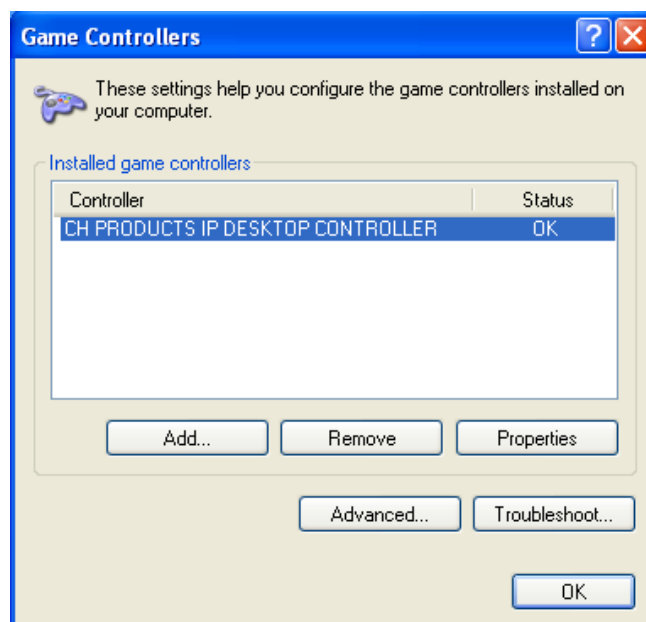 Game Controllers
These settings help you configure the game controllers installed on
your computer.
Installed game controllers
Controller Status
CH PRODUCTS IP DESKTOP CONTROLLER OK
Add... Remove Properties
Advanced... Troubleshoot...
OK